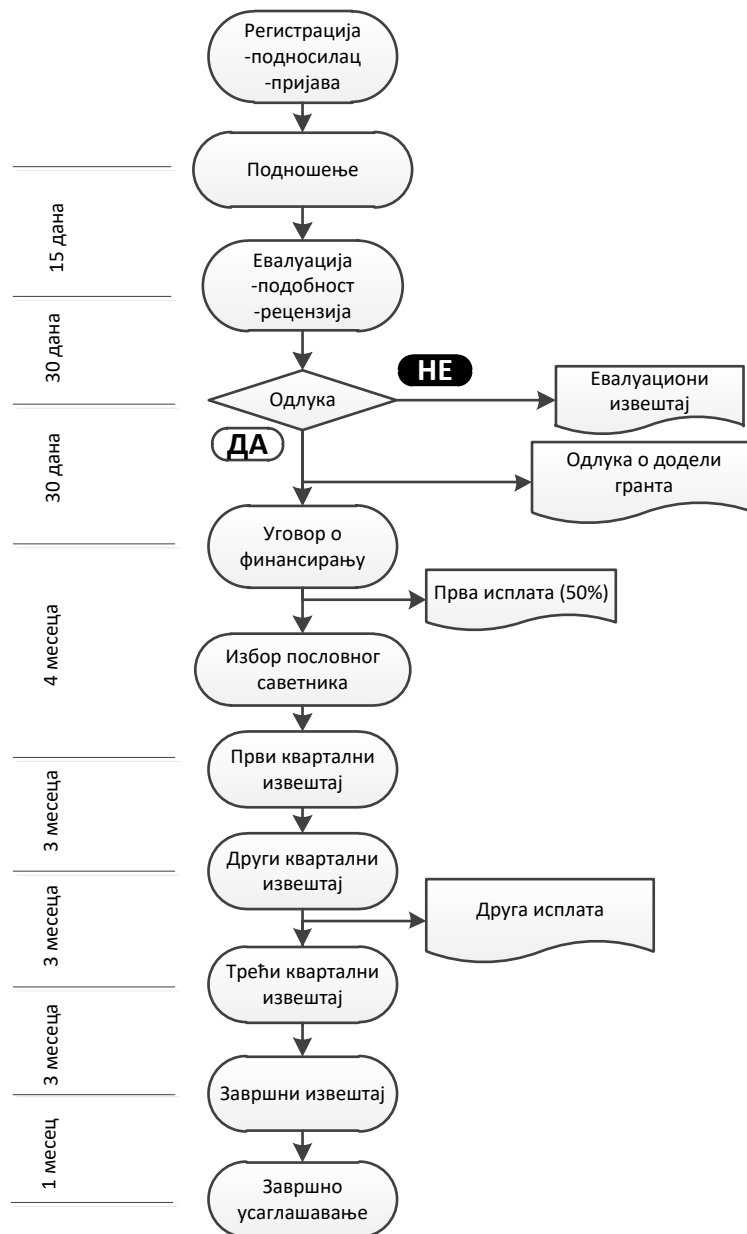 Регистрација
-подносилац
-пријава
Подношење
15 дана
Евалуација
-подобност
-рецензија
30 дана
НЕ
Одлука
Евалуациони
извештај
ДА
30 дана
Одлука о додели
гранта
Уговор о
финансирању
Прва исплата (50%)
4 месеца
Избор пословног
саветника
Први квартални
извештај
3 месеца
Други квартални
извештај
Друга исплата
3 месеца
Трећи квартални
извештај
3 месеца
Завршни извештај
1 месец
Завршно
усаглашавање